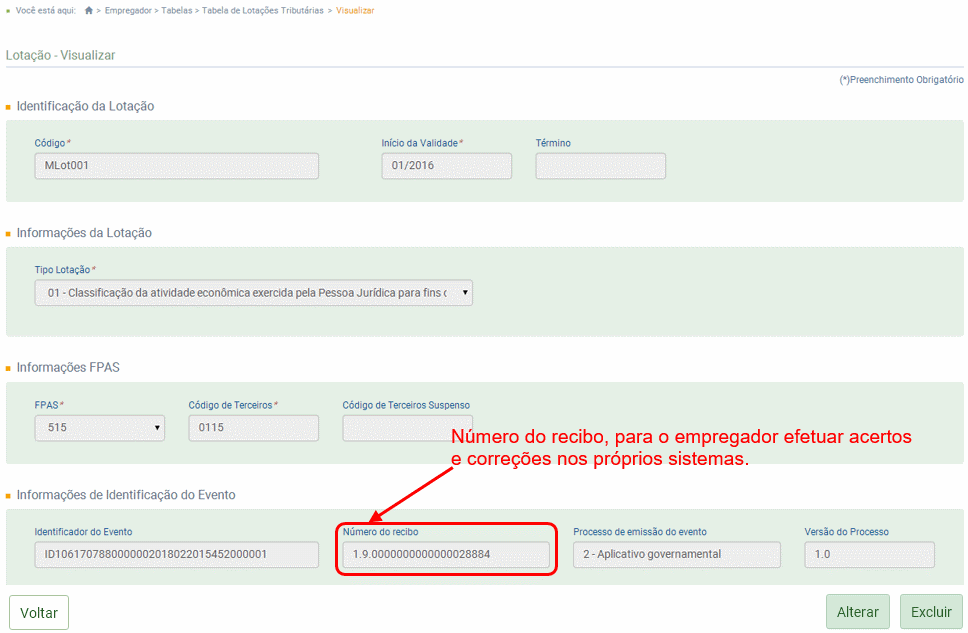 Você está aqui: > Empregador > Tabelas > Tabela de Lotações Tributárias > Visualizar
Lotação - Visualizar
(*)Preenchimento Obrigatório
Identificação da Lotação
Código* Início da Validade* Término
MLot001 01/2016
Informações da Lotação
Tipo Lotação*
01 - Classificação da atividade econômica exercida pela Pessoa Jurídica para fins
Informações FPAS
FPAS* Código de Terceiros* Código de Terceiros Suspenso
515 0115
Número do recibo, para o empregador efetuar acertos
e correções nos próprios sistemas.
Informações de Identificação do Evento
Identificador do Evento Número do recibo Processo de emissão do evento Versão do Processo
ID1061707880000002018022015452000001 1.9.0000000000000028884 2 - Aplicativo governamental 1.0
Voltar Alterar Excluir